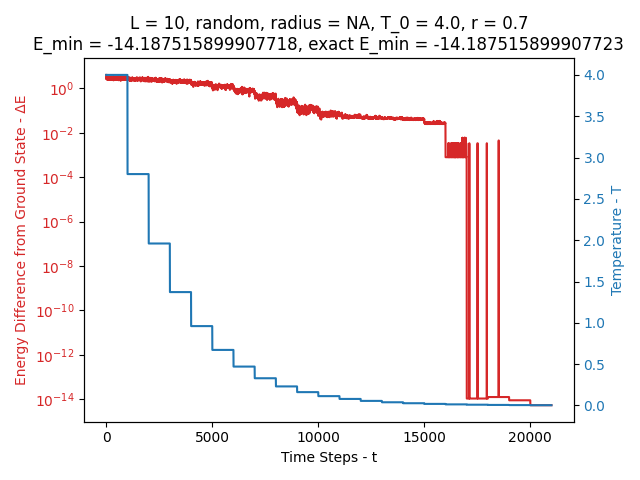 L = 10, random, radius = NA, T_0 = 4.0, r = 0.7
E_min = -14.187515899907718, exact E_min = -14.187515899907723
Energy Difference from Ground State - ΔE
10⁰
10⁻²
10⁻⁴
10⁻⁶
10⁻⁸
10⁻¹⁰
10⁻¹²
10⁻¹⁴
4.0
3.5
3.0
2.5
2.0
1.5
1.0
0.5
0.0
Temperature - T
0 5000 10000 15000 20000
Time Steps - t